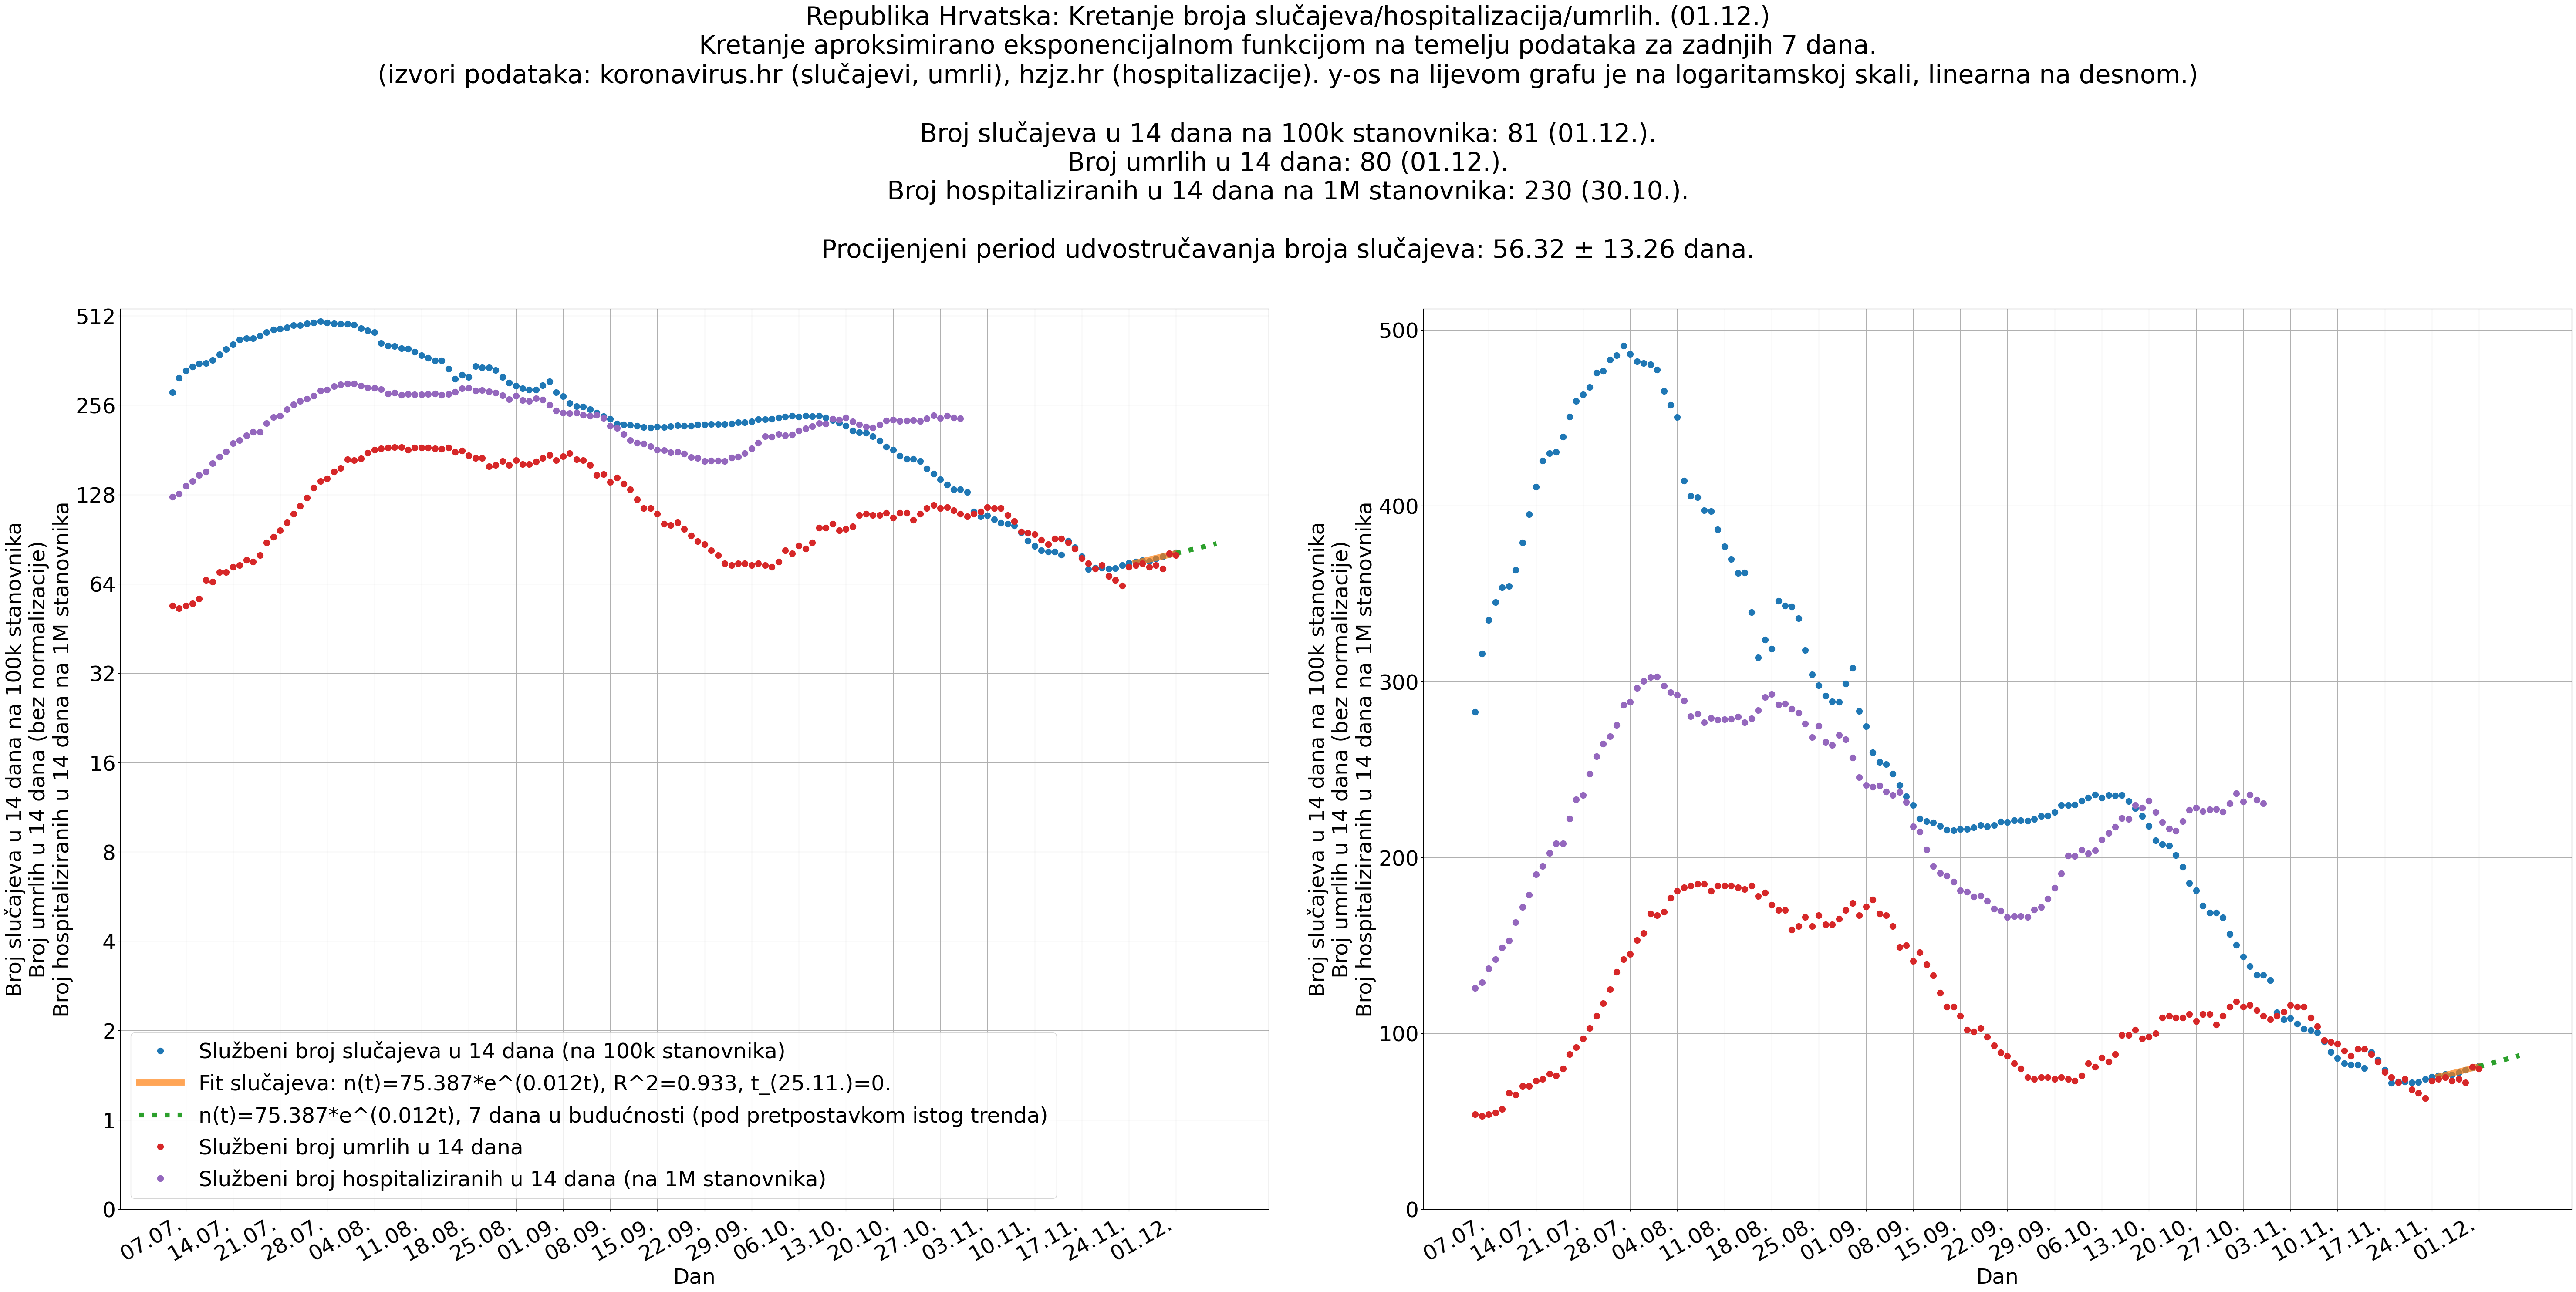 Republika Hrvatska: Kretanje broja slučajeva/hospitalizacija/umrlih. (01.12.)
Kretanje aproksimirano eksponencijalnom funkcijom na temelju podataka za zadnjih 7 dana.
(izvori podataka: koronavirus.hr (slučajevi, umrli), hzjz.hr (hospitalizacije). y-os na lijevom grafu je na logaritamskoj skali, linearna na desnom.)
Broj slučajeva u 14 dana na 100k stanovnika: 81 (01.12.).
Broj umrlih u 14 dana: 80 (01.12.).
Broj hospitaliziranih u 14 dana na 1M stanovnika: 230 (30.10.).
Procijenjeni period udvostručavanja broja slučajeva: 56.32 ± 13.26 dana.
Broj slučajeva u 14 dana na 100k stanovnika
Broj umrlih u 14 dana (bez normalizacije)
Broj hospitaliziranih u 14 dana na 1M stanovnika
512
256
128
64
32
16
8
4
2
1
0
Službeni broj slučajeva u 14 dana (na 100k stanovnika)
Fit slučajeva: n(t)=75.387*e^(0.012t), R^2=0.933, t_(25.11.)=0.
n(t)=75.387*e^(0.012t), 7 dana u budućnosti (pod pretpostavkom istog trenda)
Službeni broj umrlih u 14 dana
Službeni broj hospitaliziranih u 14 dana (na 1M stanovnika)
07.07. 14.07. 21.07. 28.07. 04.08. 11.08. 18.08. 25.08. 01.09. 08.09. 15.09. 22.09. 29.09. 06.10. 13.10. 20.10. 27.10. 03.11. 10.11. 17.11. 24.11. 01.12.
Dan
Broj slučajeva u 14 dana na 100k stanovnika
Broj umrlih u 14 dana (bez normalizacije)
Broj hospitaliziranih u 14 dana na 1M stanovnika
500
400
300
200
100
0
07.07. 14.07. 21.07. 28.07. 04.08. 11.08. 18.08. 25.08. 01.09. 08.09. 15.09. 22.09. 29.09. 06.10. 13.10. 20.10. 27.10. 03.11. 10.11. 17.11. 24.11. 01.12.
Dan